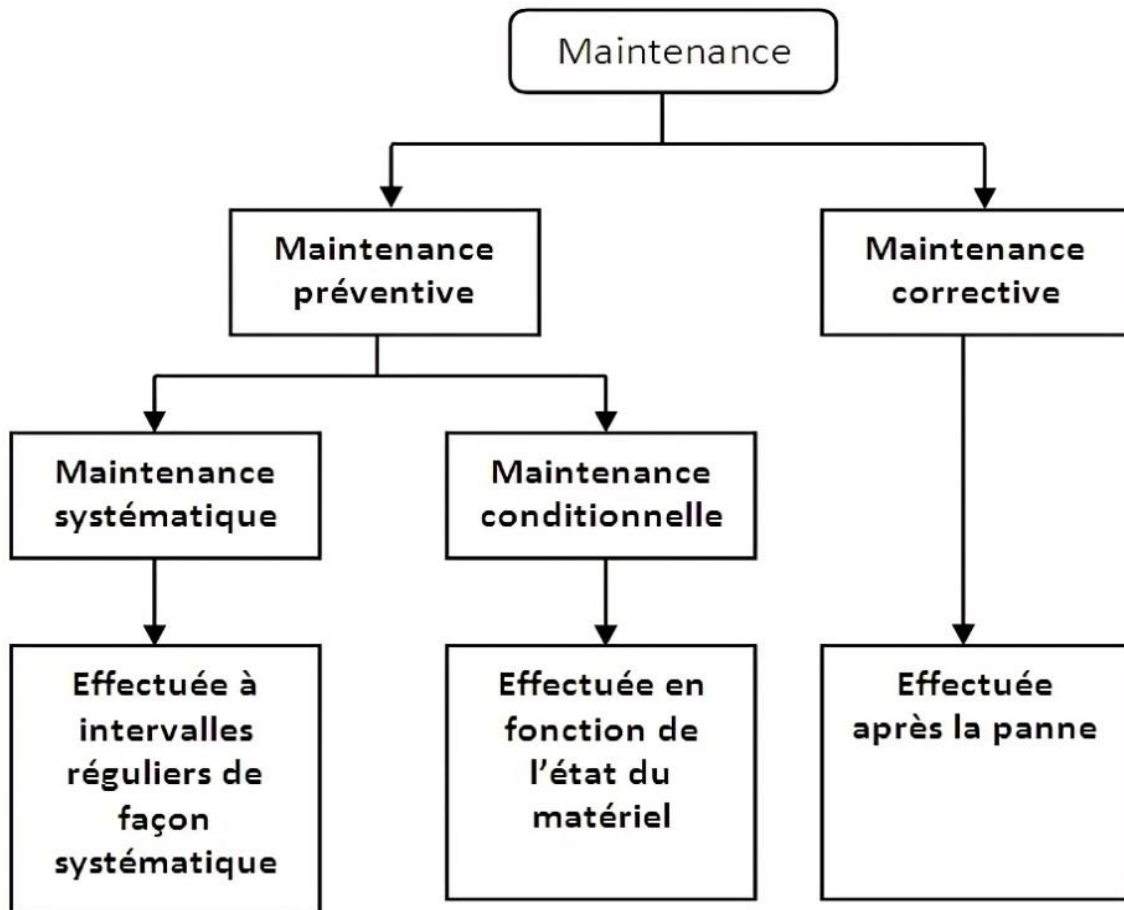 Maintenance
Maintenance
préventive
Maintenance
corrective
Maintenance
systématique
Maintenance
conditionnelle
Effectuée à
intervalles
réguliers de
façon
systématique
Effectuée en
fonction de
l'état du
matériel
Effectuée
après la panne